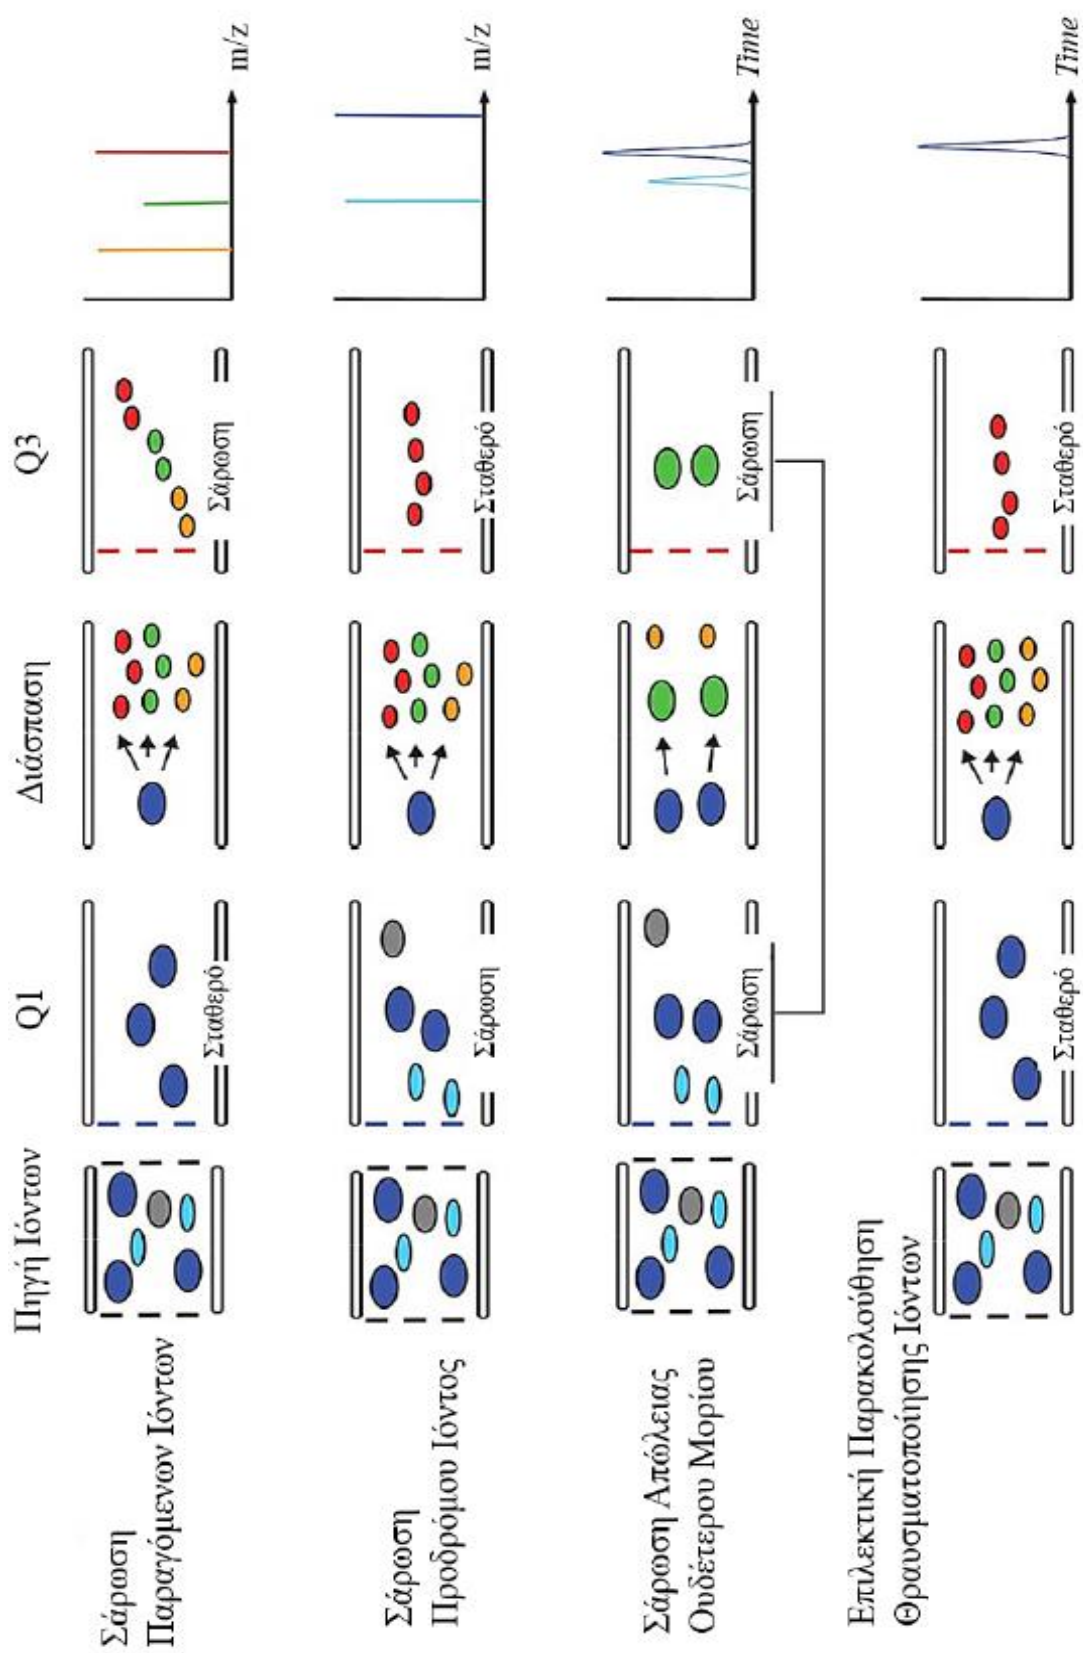 Πηγή Ιόντων
Q1
Διάσπαση
Q3
Σάρωση
Παραγόμενων Ιόντων
Σταθερό
Σάρωση
m/z
Σάρωση
Προδρόμου Ιόντος
Σάρωση
Σταθερό
m/z
Σάρωση Απώλειας
Ουδέτερου Μορίου
Σάρωση
Σάρωση
Time
Επιλεκτική Παρακολούθηση
Θραυσματοποίησης Ιόντων
Σταθερό
Σταθερό
Time